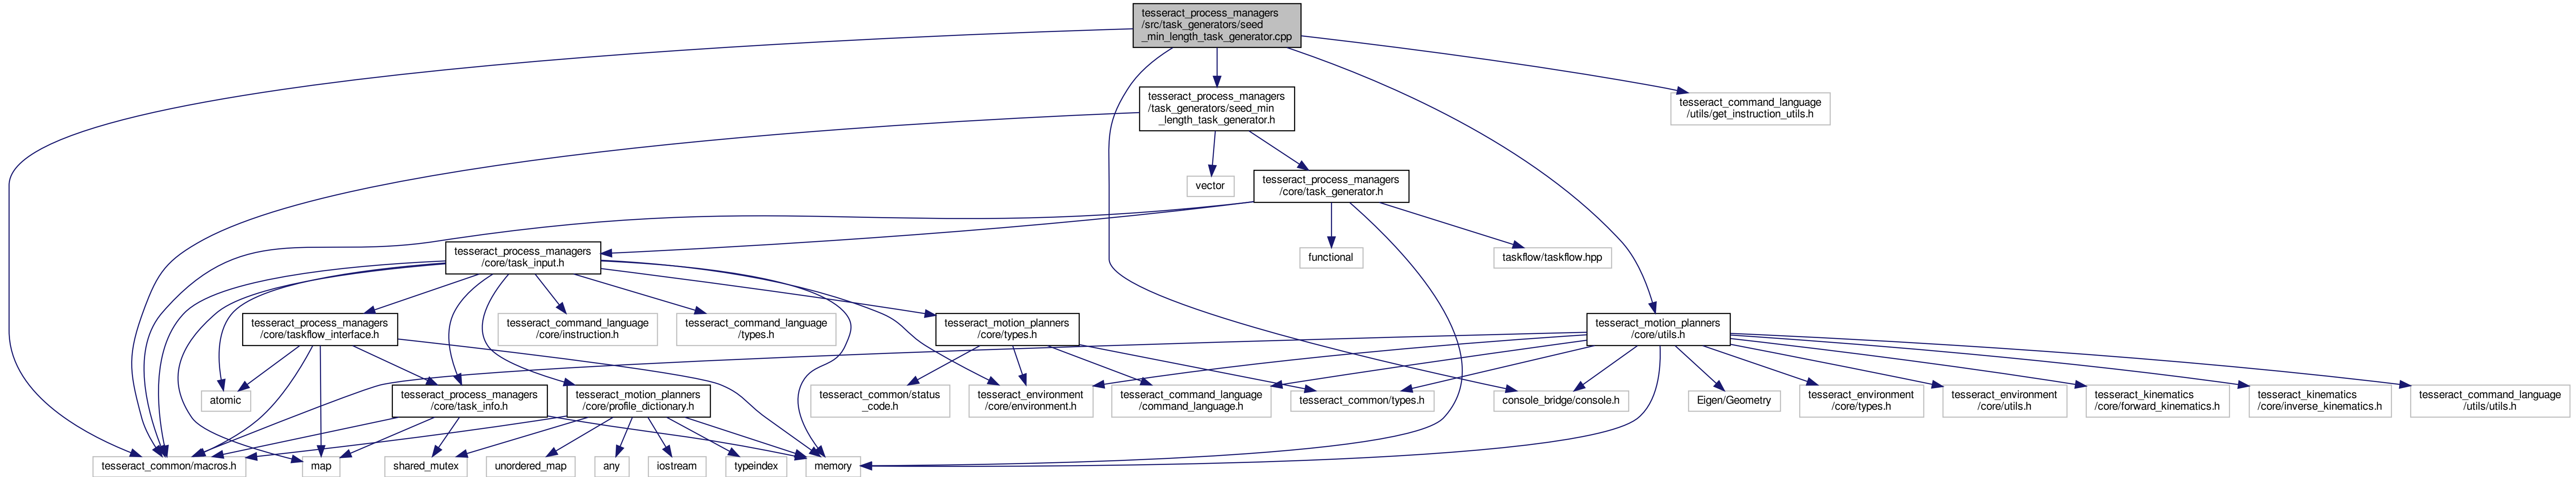 tesseract_process_managers
/src/task_generators/seed
_min_length_task_generator.cpp
tesseract_process_managers
/task_generators/seed_min
_length_task_generator.h
tesseract_command_language
/utils/get_instruction_utils.h
vector
tesseract_process_managers
/core/task_generator.h
tesseract_process_managers
/core/task_input.h
functional
taskflow/taskflow.hpp
tesseract_process_managers
/core/taskflow_interface.h
tesseract_command_language
/core/instruction.h
tesseract_command_language
/types.h
tesseract_motion_planners
/core/types.h
tesseract_motion_planners
/core/utils.h
atomic
tesseract_process_managers
/core/task_info.h
tesseract_motion_planners
/core/profile_dictionary.h
tesseract_common/status
_code.h
tesseract_environment
/core/environment.h
tesseract_command_language
/command_language.h
tesseract_common/types.h
console_bridge/console.h
Eigen/Geometry
tesseract_environment
/core/types.h
tesseract_environment
/core/utils.h
tesseract_kinematics
/core/forward_kinematics.h
tesseract_kinematics
/core/inverse_kinematics.h
tesseract_command_language
/utils/utils.h
tesseract_common/macros.h
map
shared_mutex
unordered_map
any
iostream
typeindex
memory